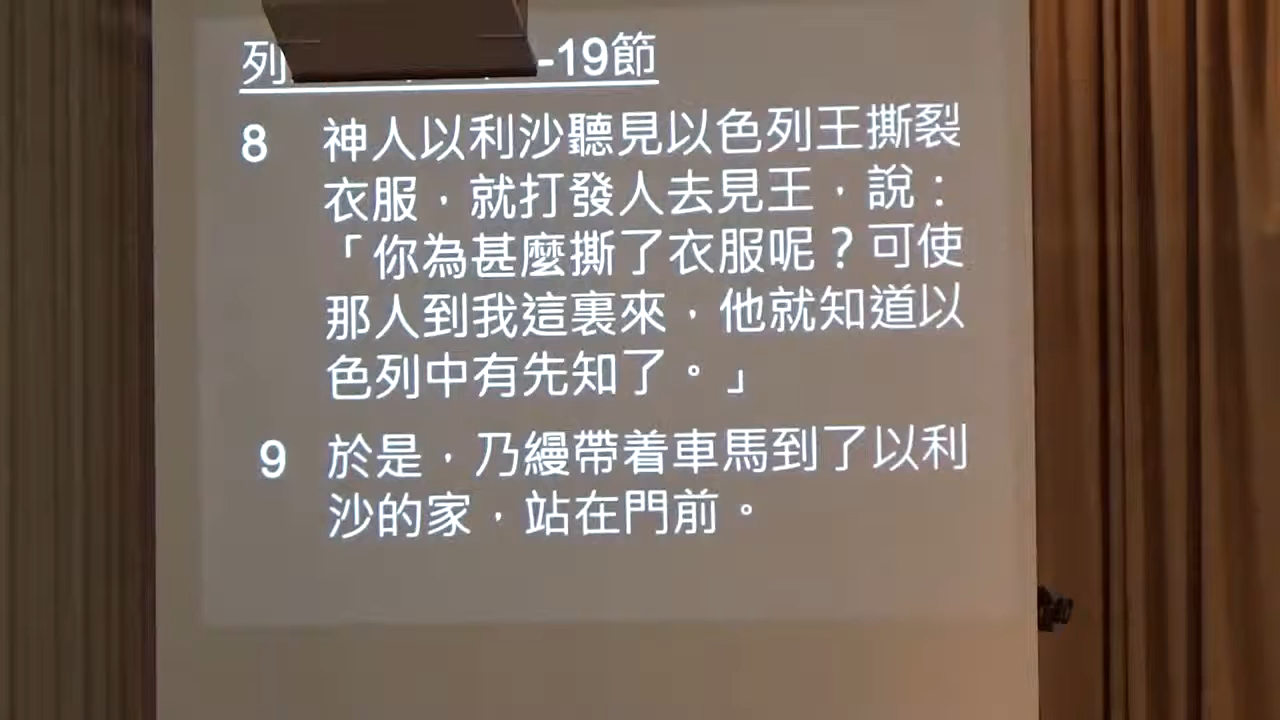 列 -19節
8 神人以利沙聽見以色列王撕裂
衣服，就打發人去見王，說：
「你為甚麼撕了衣服呢？可使
那人到我這裏來，他就知道以
色列中有先知了。」
9 於是，乃縵帶着車馬到了以利
沙的家，站在門前。